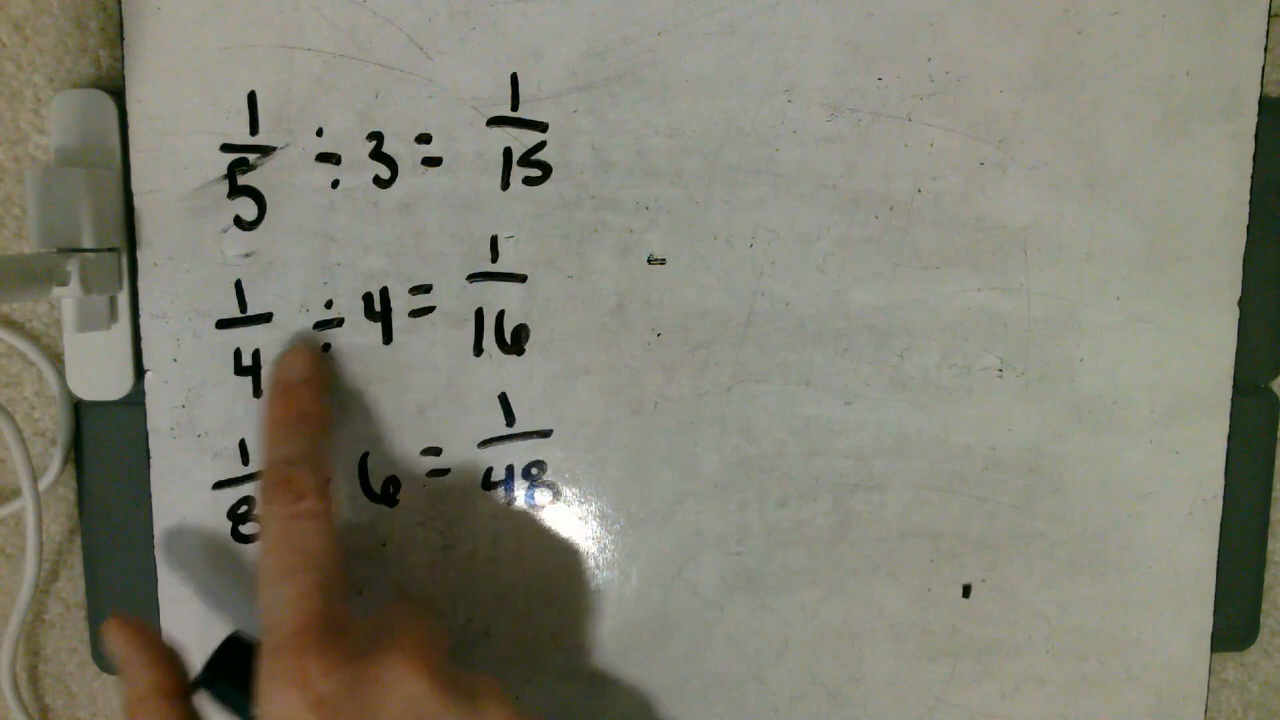 1/5 ÷ 3 = 1/15
1/4 ÷ 4 = 1/16
1/8 6 = 1/48